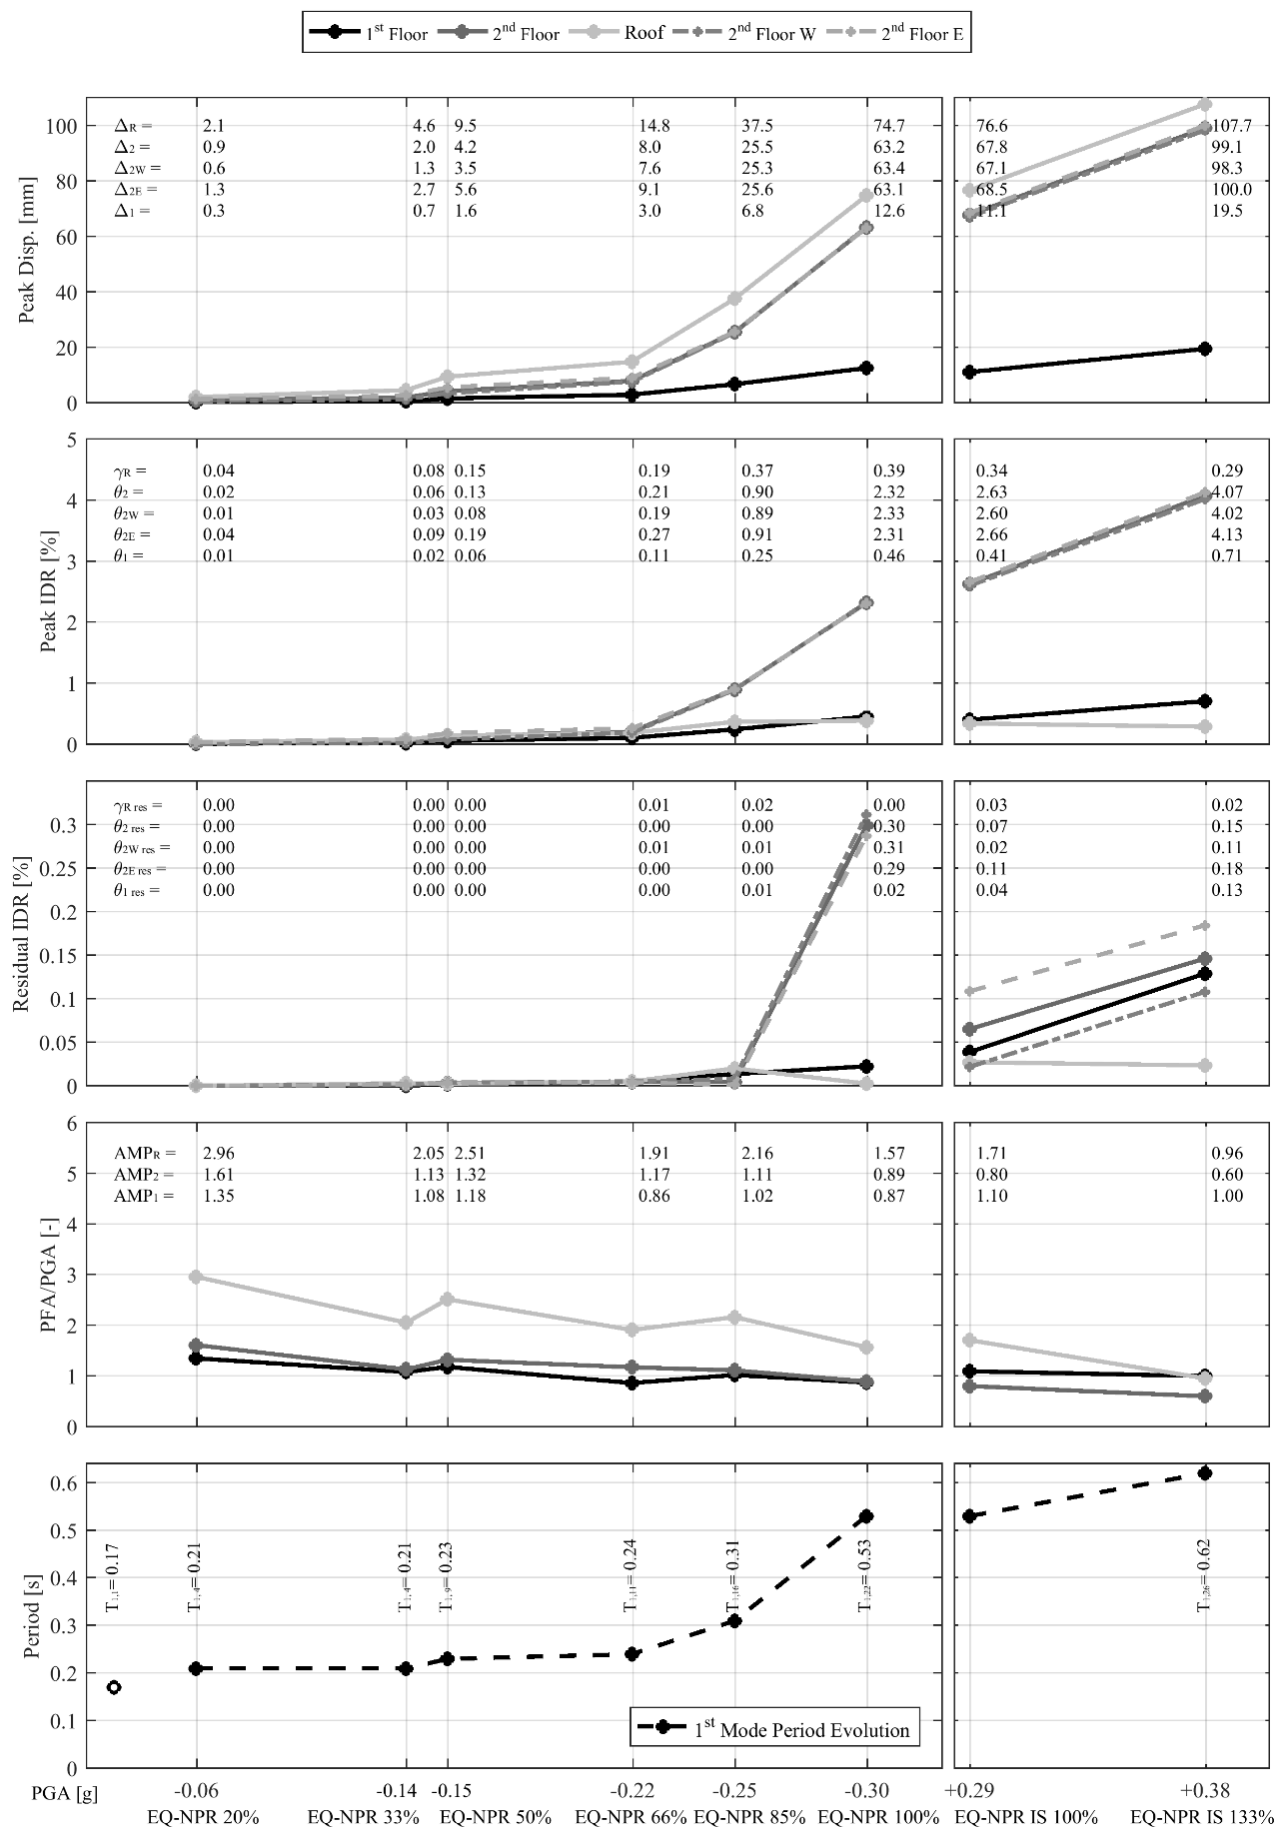 1st Floor 2nd Floor Roof 2nd Floor W 2nd Floor E
Peak Disp. [mm]
100
80
60
40
20
0
ΔR = 2.1 4.6 9.5 14.8 37.5 74.7 76.6 107.7
Δ2 = 0.9 2.0 4.2 8.0 25.5 63.2 67.8 99.1
Δ2W = 0.6 1.3 3.5 7.6 25.3 63.4 67.1 98.3
Δ2E = 1.3 2.7 5.6 9.1 25.6 63.1 68.5 100.0
Δ1 = 0.3 0.7 1.6 3.0 6.8 12.6 11.1 19.5
Peak IDR [%]
5
4
3
2
1
0
γR = 0.04 0.08 0.15 0.19 0.37 0.39 0.34 0.29
θ2 = 0.02 0.06 0.13 0.21 0.90 2.32 2.63 4.07
θ2W = 0.01 0.03 0.08 0.19 0.89 2.33 2.60 4.02
θ2E = 0.04 0.09 0.19 0.27 0.91 2.31 2.66 4.13
θ1 = 0.01 0.02 0.06 0.11 0.25 0.46 0.41 0.71
Residual IDR [%]
0.3
0.25
0.2
0.15
0.1
0.05
0
γR res = 0.00 0.00 0.00 0.01 0.02 0.00 0.03 0.02
θ2 res = 0.00 0.00 0.00 0.00 0.00 0.30 0.07 0.15
θ2W res = 0.00 0.00 0.00 0.01 0.01 0.31 0.02 0.11
θ2E res = 0.00 0.00 0.00 0.00 0.00 0.29 0.11 0.18
θ1 res = 0.00 0.00 0.00 0.00 0.01 0.02 0.04 0.13
PFA/PGA [-]
6
5
4
3
2
1
0
AMPR = 2.96 2.05 2.51 1.91 2.16 1.57 1.71 0.96
AMP2 = 1.61 1.13 1.32 1.17 1.11 0.89 0.80 0.60
AMP1 = 1.35 1.08 1.18 0.86 1.02 0.87 1.10 1.00
Period [s]
0.6
0.5
0.4
0.3
0.2
0.1
0
T1,1= 0.17
T1,4= 0.21
T1,4= 0.21
T1,9= 0.23
T1,11= 0.24
T1,16= 0.31
T1,22= 0.53
T1,26= 0.62
1st Mode Period Evolution
PGA [g] -0.06 -0.14 -0.15 -0.22 -0.25 -0.30 +0.29 +0.38
EQ-NPR 20% EQ-NPR 33% EQ-NPR 50% EQ-NPR 66% EQ-NPR 85% EQ-NPR 100% EQ-NPR IS 100% EQ-NPR IS 133%